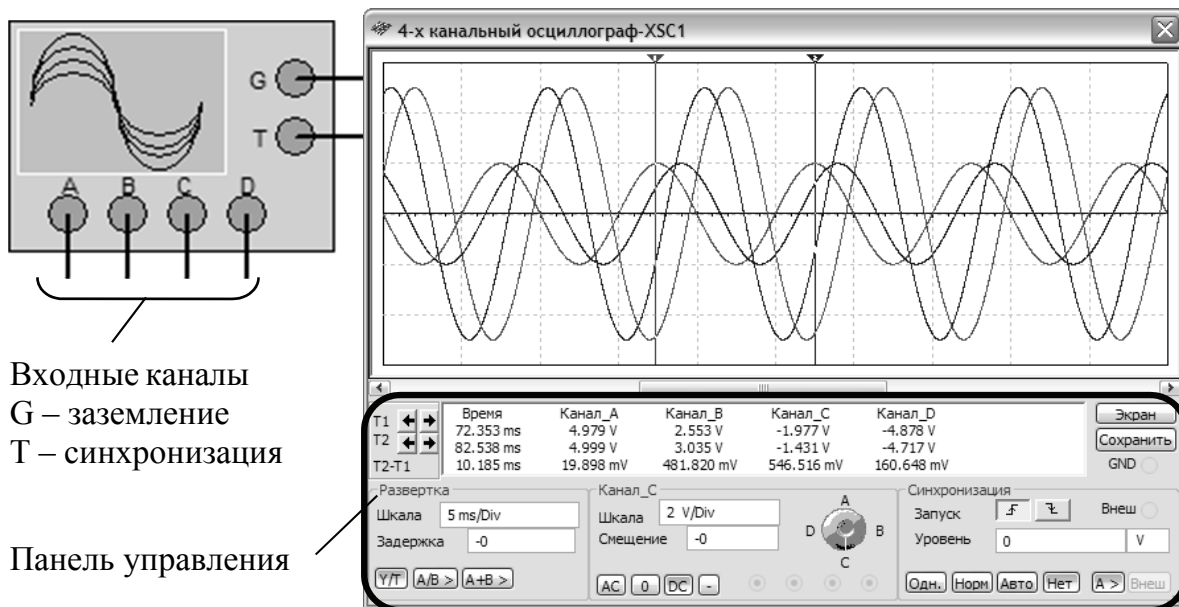 4-х канальный осциллограф-XSC1
G
T
A B C D
1 2
Входные каналы
G – заземление
T – синхронизация
Панель управления
Время Канал_A Канал_B Канал_C Канал_D
T1 72.353 ms 4.979 V 2.553 V -1.977 V -4.878 V
T2 82.538 ms 4.999 V 3.035 V -1.431 V -4.717 V
T2-T1 10.185 ms 19.898 mV 481.820 mV 546.516 mV 160.648 mV
Экран
Сохранить
GND
Развертка
Шкала 5 ms/Div
Задержка -0
Y/T A/B > A+B >
Канал_C
Шкала 2 V/Div
Смещение -0
A
D B
C
AC 0 DC -
Синхронизация
Запуск Внеш
Уровень 0 V
Одн. Норм Авто Нет A > Внеш